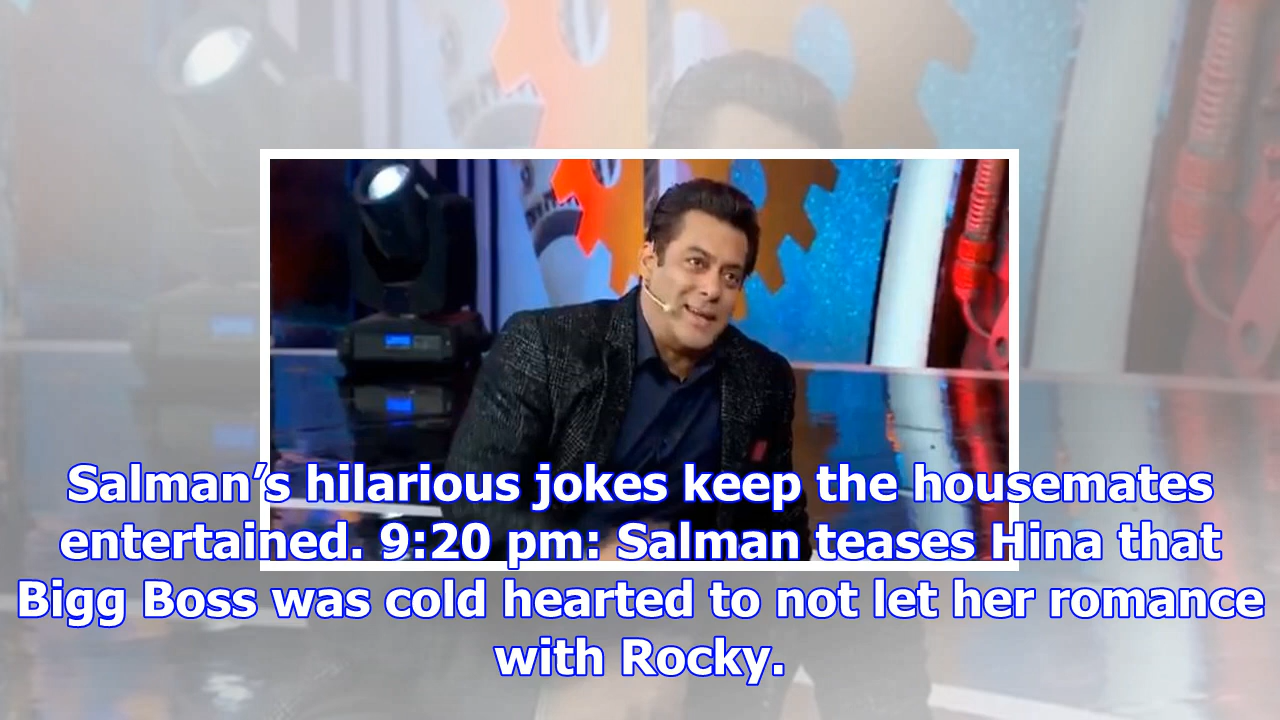 Salman’s hilarious jokes keep the housemates
entertained. 9:20 pm: Salman teases Hina that
Bigg Boss was cold hearted to not let her romance
with Rocky.